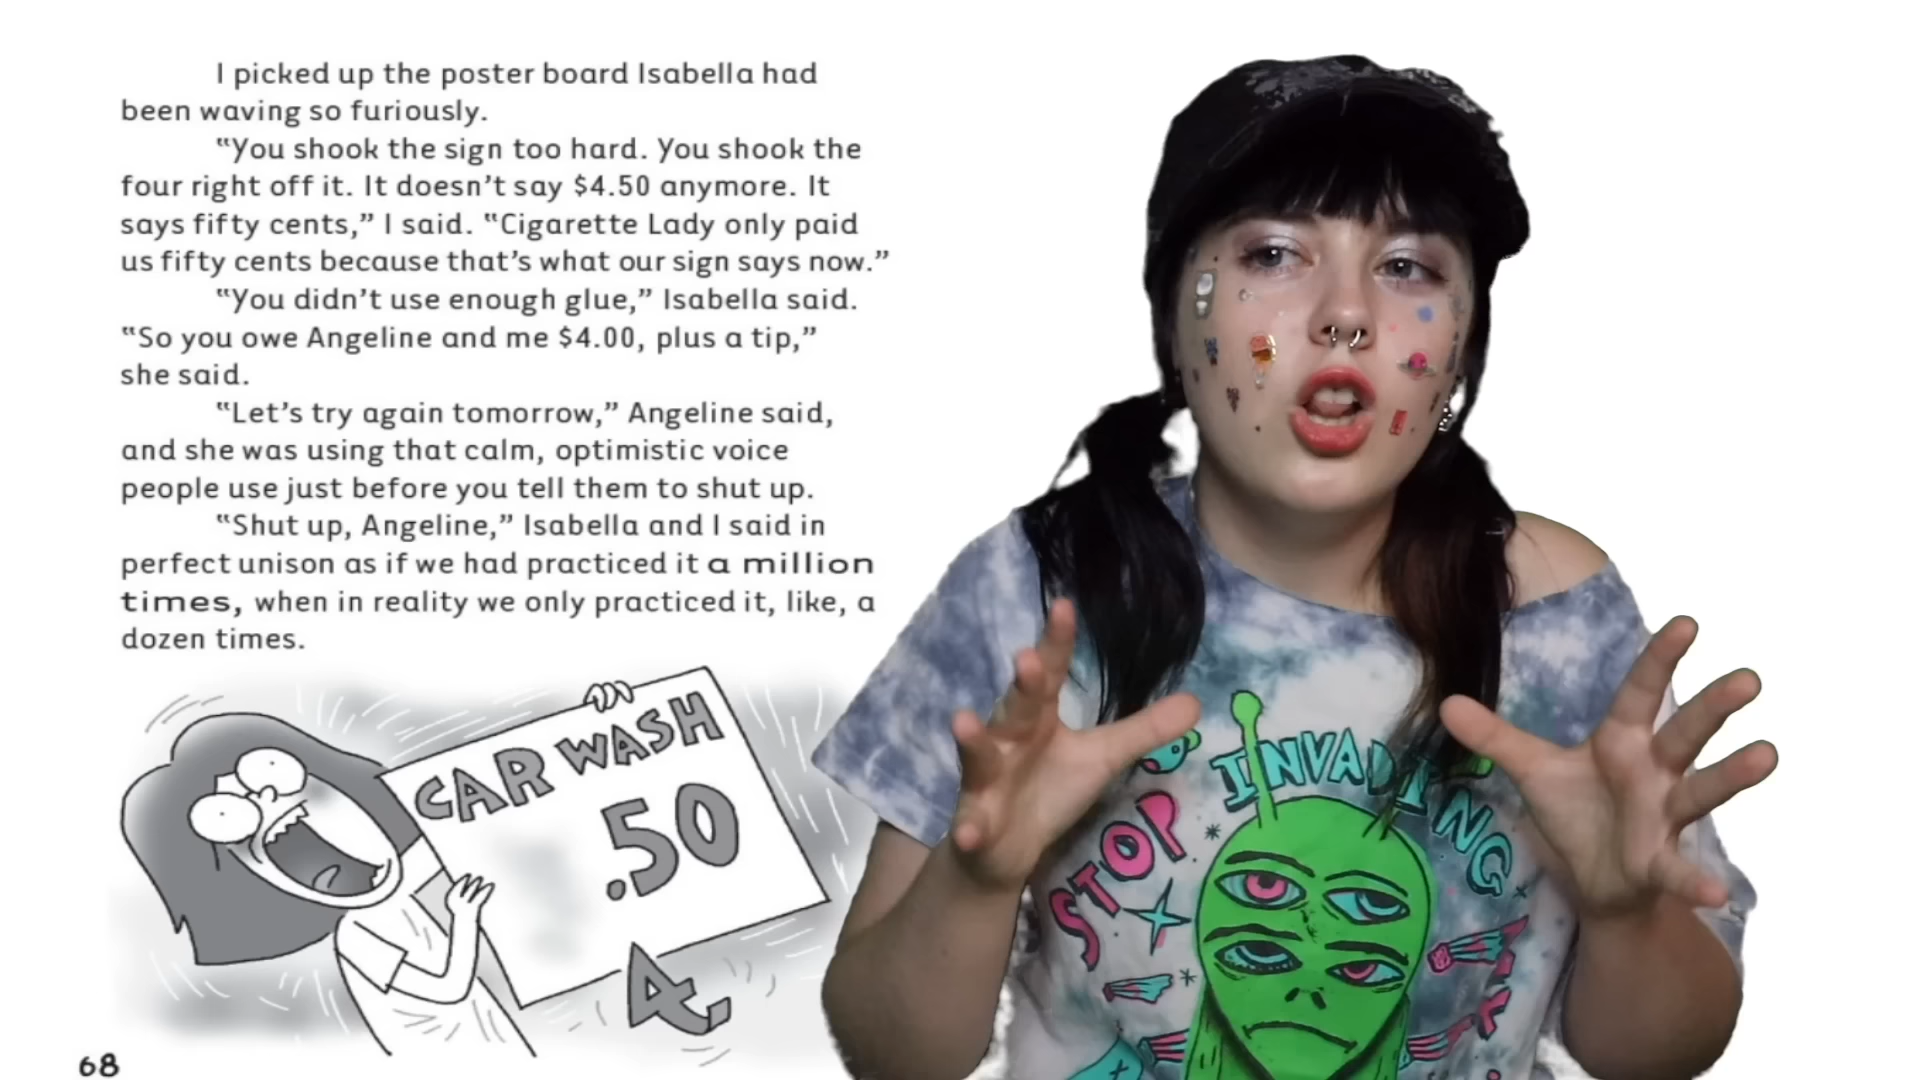 I picked up the poster board Isabella had
been waving so furiously.
“You shook the sign too hard. You shook the
four right off it. It doesn’t say $4.50 anymore. It
says fifty cents,” I said. “Cigarette Lady only paid
us fifty cents because that’s what our sign says now.”
“You didn’t use enough glue,” Isabella said.
“So you owe Angeline and me $4.00, plus a tip,”
she said.
“Let’s try again tomorrow,” Angeline said,
and she was using that calm, optimistic voice
people use just before you tell them to shut up.
“Shut up, Angeline,” Isabella and I said in
perfect unison as if we had practiced it a million
times, when in reality we only practiced it, like, a
dozen times.
CAR WASH
.50
4
68
STOP INVADING